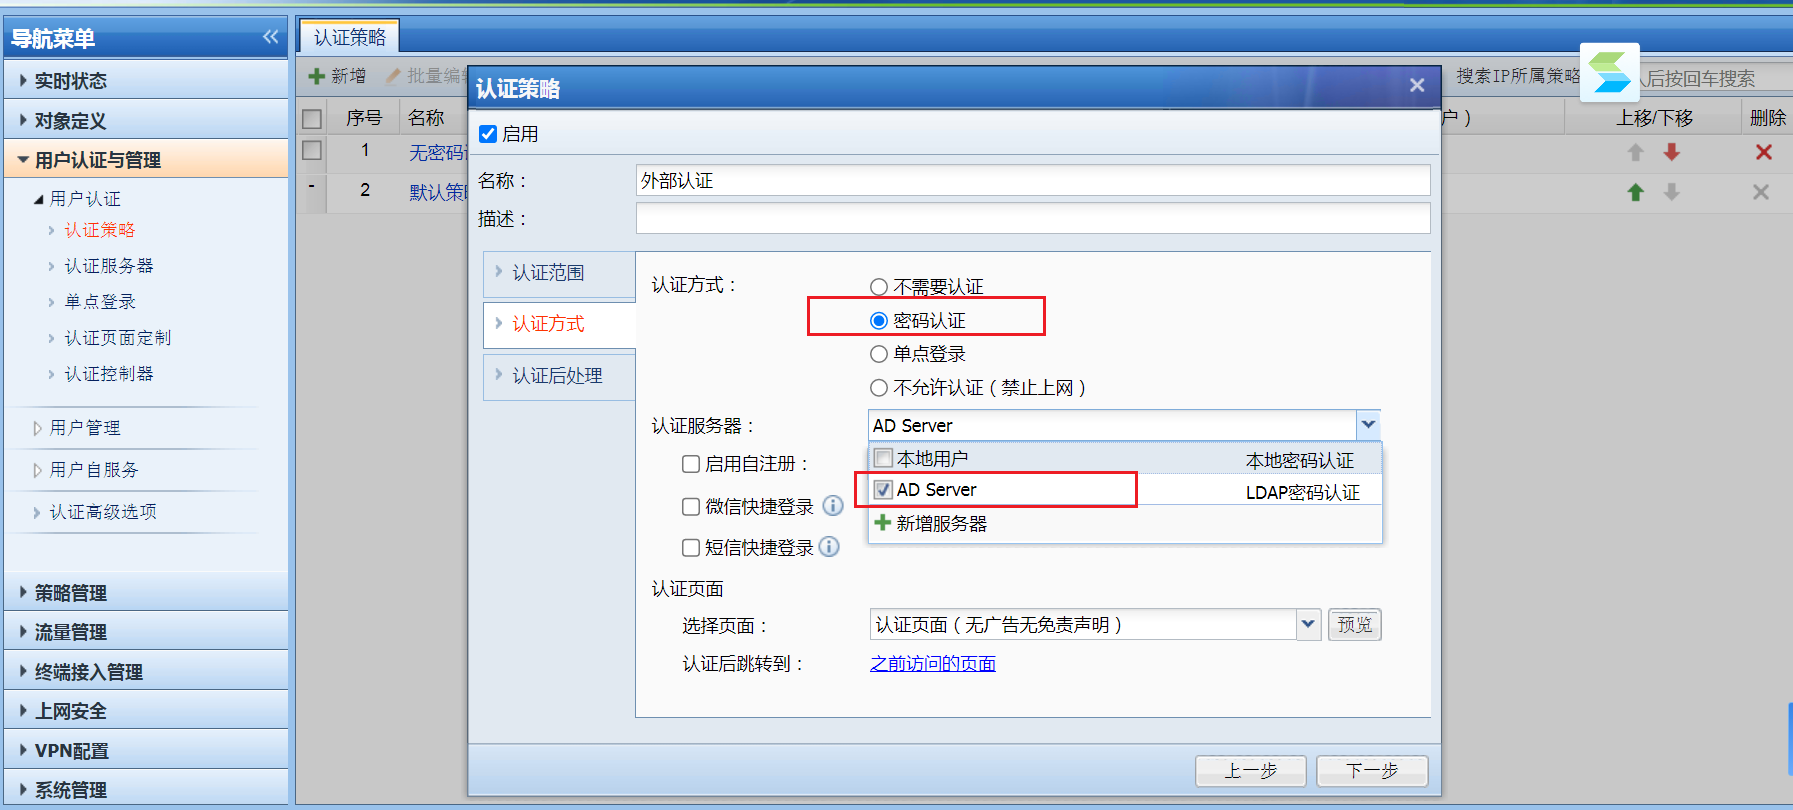 导航菜单
实时状态
对象定义
用户认证与管理
用户认证
认证策略
认证服务器
单点登录
认证页面定制
认证控制器
用户管理
用户自服务
认证高级选项
策略管理
流量管理
终端接入管理
上网安全
VPN配置
系统管理
认证策略
新增 批量编
搜索IP所属策略
后按回车搜索
序号 名称
户） 上移/下移 删除
1 无密码
- 2 默认策
认证策略
启用
名称：外部认证
描述：
认证范围
认证方式
认证后处理
认证方式：
不需要认证
密码认证
单点登录
不允许认证（禁止上网）
认证服务器：AD Server
本地用户 本地密码认证
AD Server LDAP密码认证
新增服务器
启用自注册：
微信快捷登录
短信快捷登录
认证页面
选择页面：认证页面（无广告无免责声明） 预览
认证后跳转到：之前访问的页面
上一步 下一步